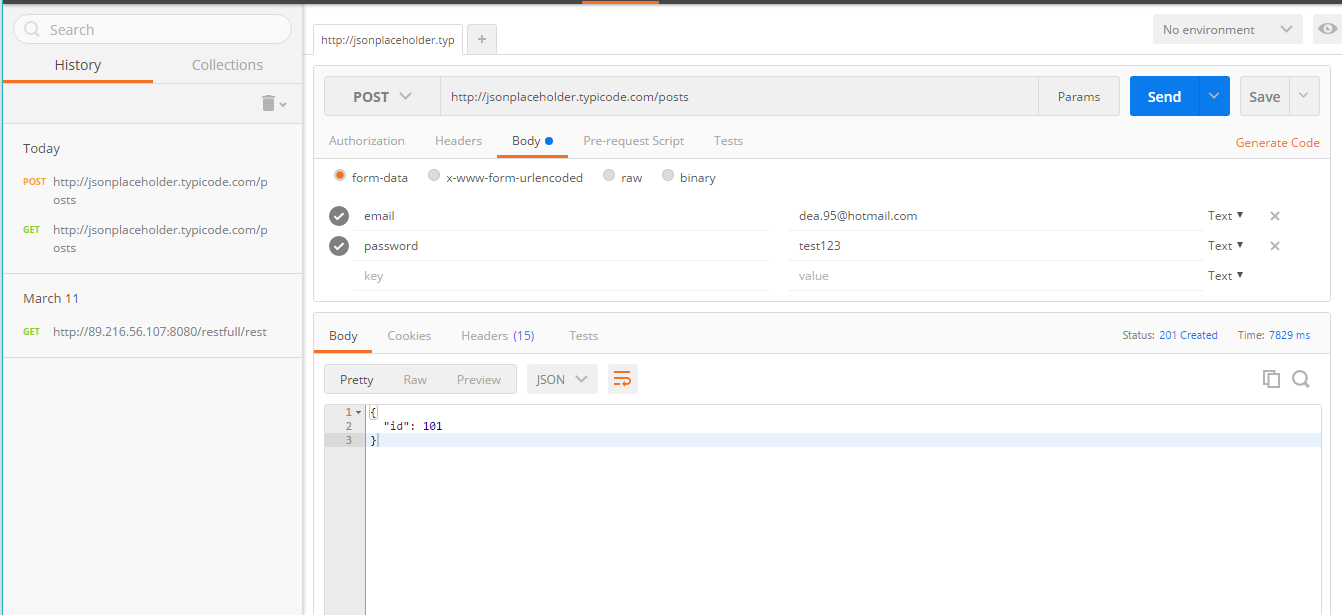 Search
History Collections
Today
POST http://jsonplaceholder.typicode.com/p
osts
GET http://jsonplaceholder.typicode.com/p
osts
March 11
GET http://89.216.56.107:8080/restfull/rest
http://jsonplaceholder.typ +
No environment
POST http://jsonplaceholder.typicode.com/posts Params Send Save
Authorization Headers Body Pre-request Script Tests Generate Code
form-data x-www-form-urlencoded raw binary
email dea.95@hotmail.com Text
password test123 Text
key value Text
Body Cookies Headers (15) Tests Status: 201 Created Time: 7829 ms
Pretty Raw Preview JSON
1 {
2 "id": 101
3 }